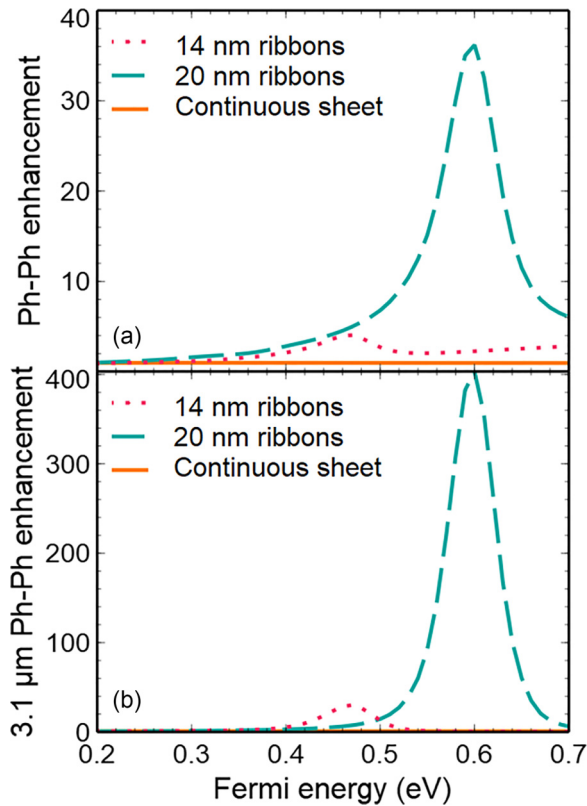 40
14 nm ribbons
20 nm ribbons
Continuous sheet
30
20
10
Ph-Ph enhancement
(a)
400
14 nm ribbons
20 nm ribbons
Continuous sheet
300
200
100
0
3.1 µm Ph-Ph enhancement
(b)
0.2 0.3 0.4 0.5 0.6 0.7
Fermi energy (eV)